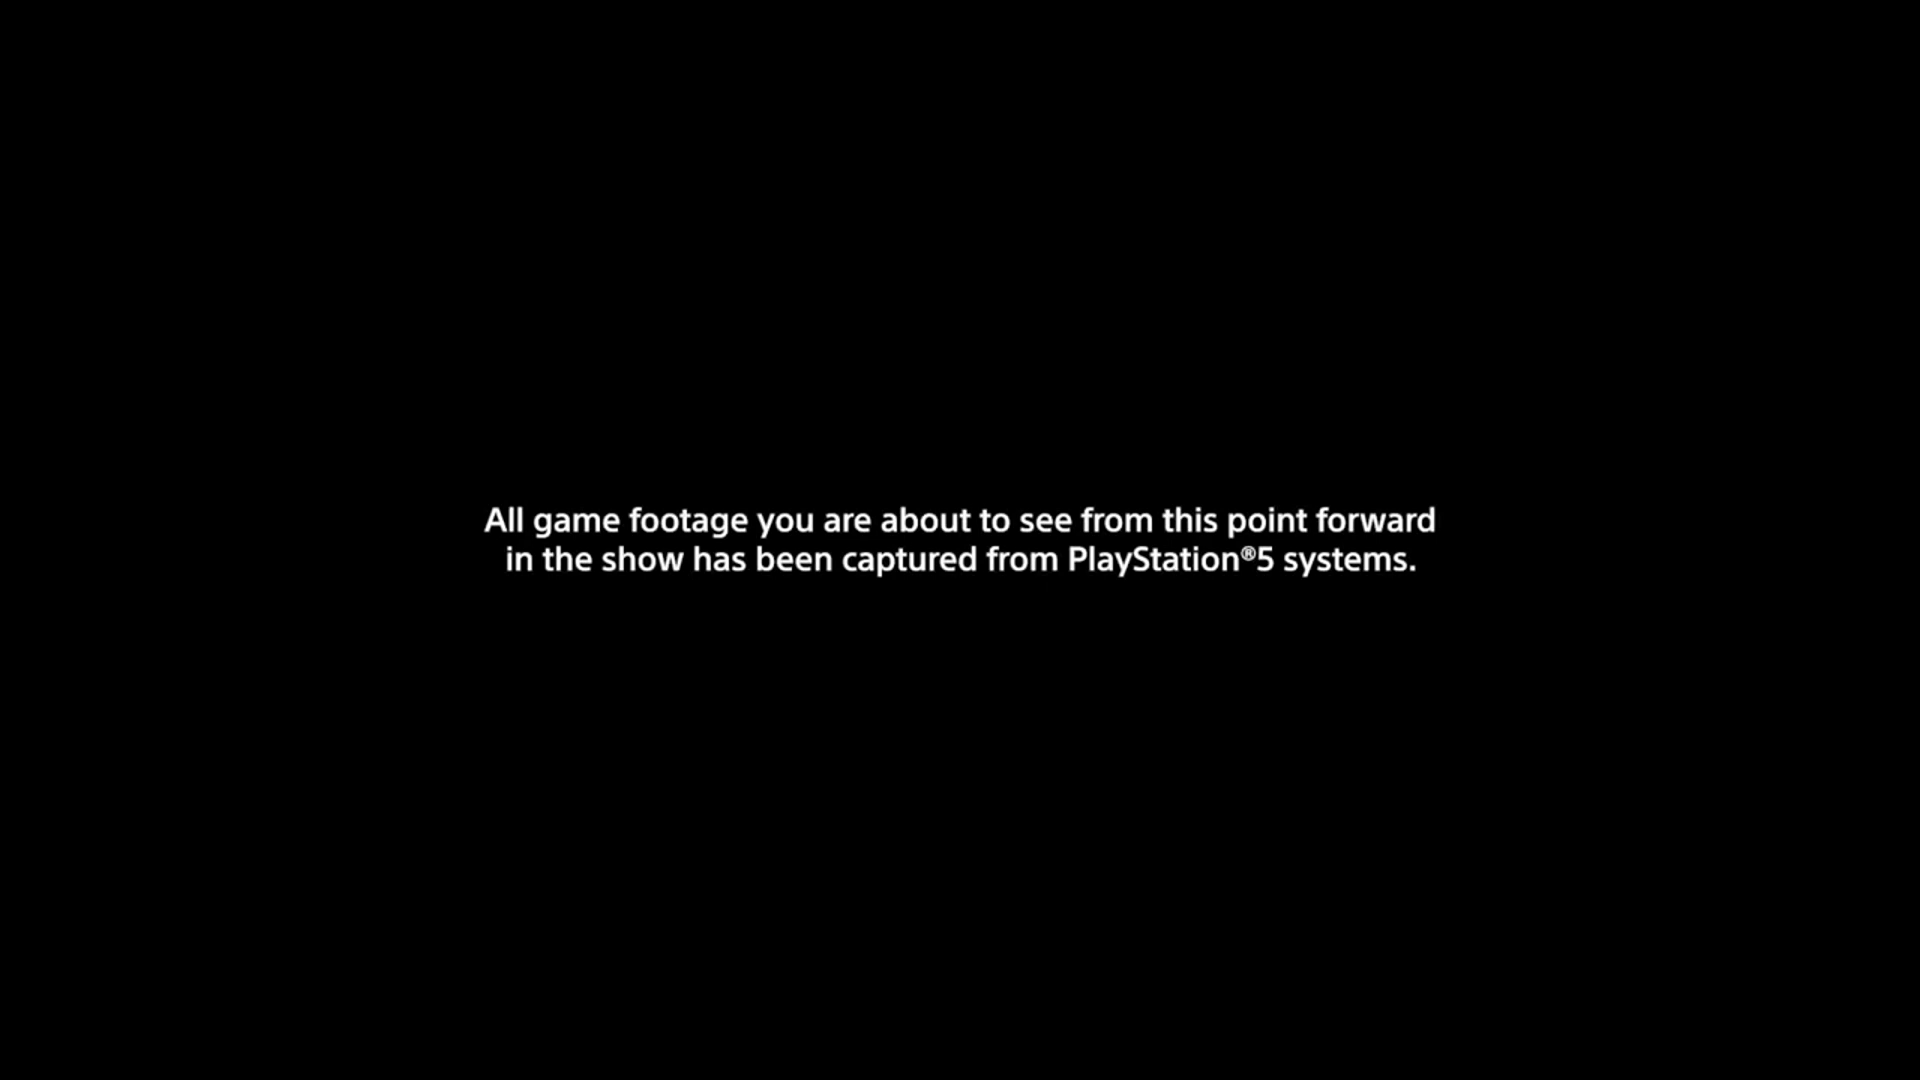 All game footage you are about to see from this point forward
in the show has been captured from PlayStation®5 systems.